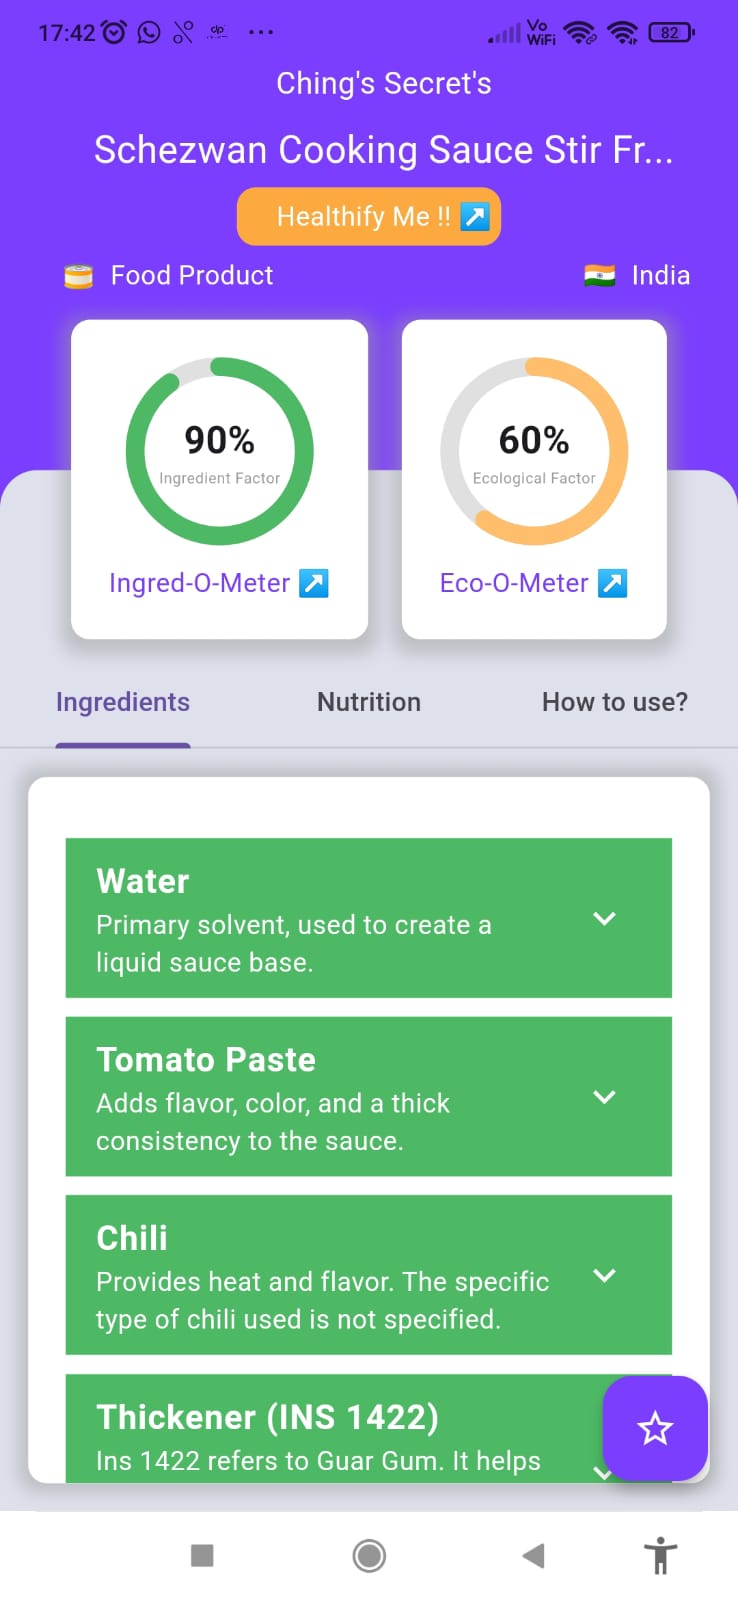 17:42
Vo
WiFi
82
Ching's Secret's
Schezwan Cooking Sauce Stir Fr...
Healthify Me !!
Food Product
India
90%
Ingredient Factor
Ingred-O-Meter
60%
Ecological Factor
Eco-O-Meter
Ingredients
Nutrition
How to use?
Water
Primary solvent, used to create a
liquid sauce base.
Tomato Paste
Adds flavor, color, and a thick
consistency to the sauce.
Chili
Provides heat and flavor. The specific
type of chili used is not specified.
Thickener (INS 1422)
Ins 1422 refers to Guar Gum. It helps